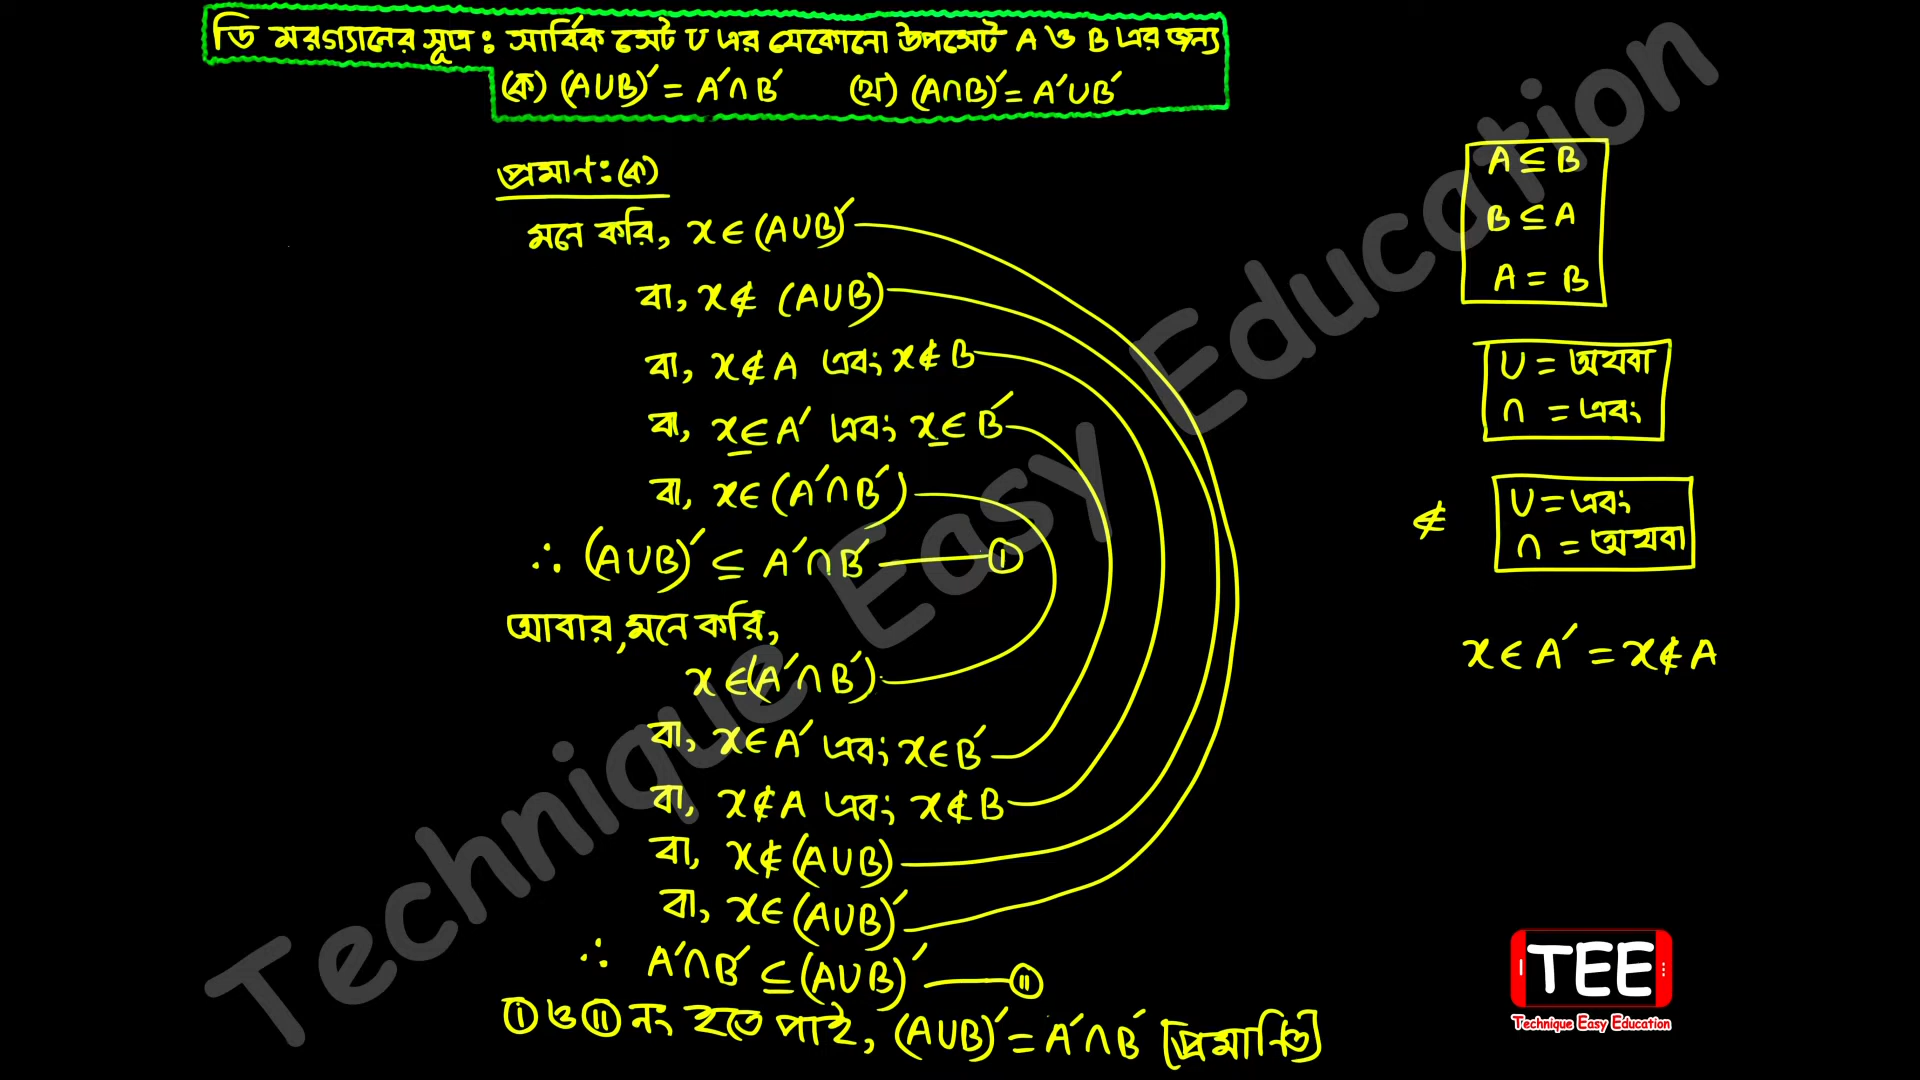 ডি মরগ্যানের সূত্র: সার্বিক সেট U এর যেকোনো উপসেট A ও B এর জন্য
(ক) (A∪B)′ = A′∩B′ (খ) (A∩B)′ = A′∪B′
প্রমাণ:(ক)
মনে করি, x∈(A∪B)′
বা, x∉ (A∪B)
বা, x∉A এবং x∉B
বা, x∈A′ এবং x∈B′
বা, x∈(A′∩B′)
∴ (A∪B)′ ⊆ A′∩B′ — (i)
আবার, মনে করি,
x∈(A′∩B′)
বা, x∈A′ এবং x∈B′
বা, x∉A এবং x∉B
বা, x∉(A∪B)
বা, x∈(A∪B)′
∴ A′∩B′ ⊆ (A∪B)′ — (ii)
(i) ও (ii) নং হতে পাই, (A∪B)′ = A′∩B′ [প্রমাণিত]
A ⊆ B
B ⊆ A
A = B
∪ = অথবা
∩ = এবং
∉
∪ = এবং
∩ = অথবা
x∈A′ = x∉A
Technique Easy Education
TEE
Technique Easy Education